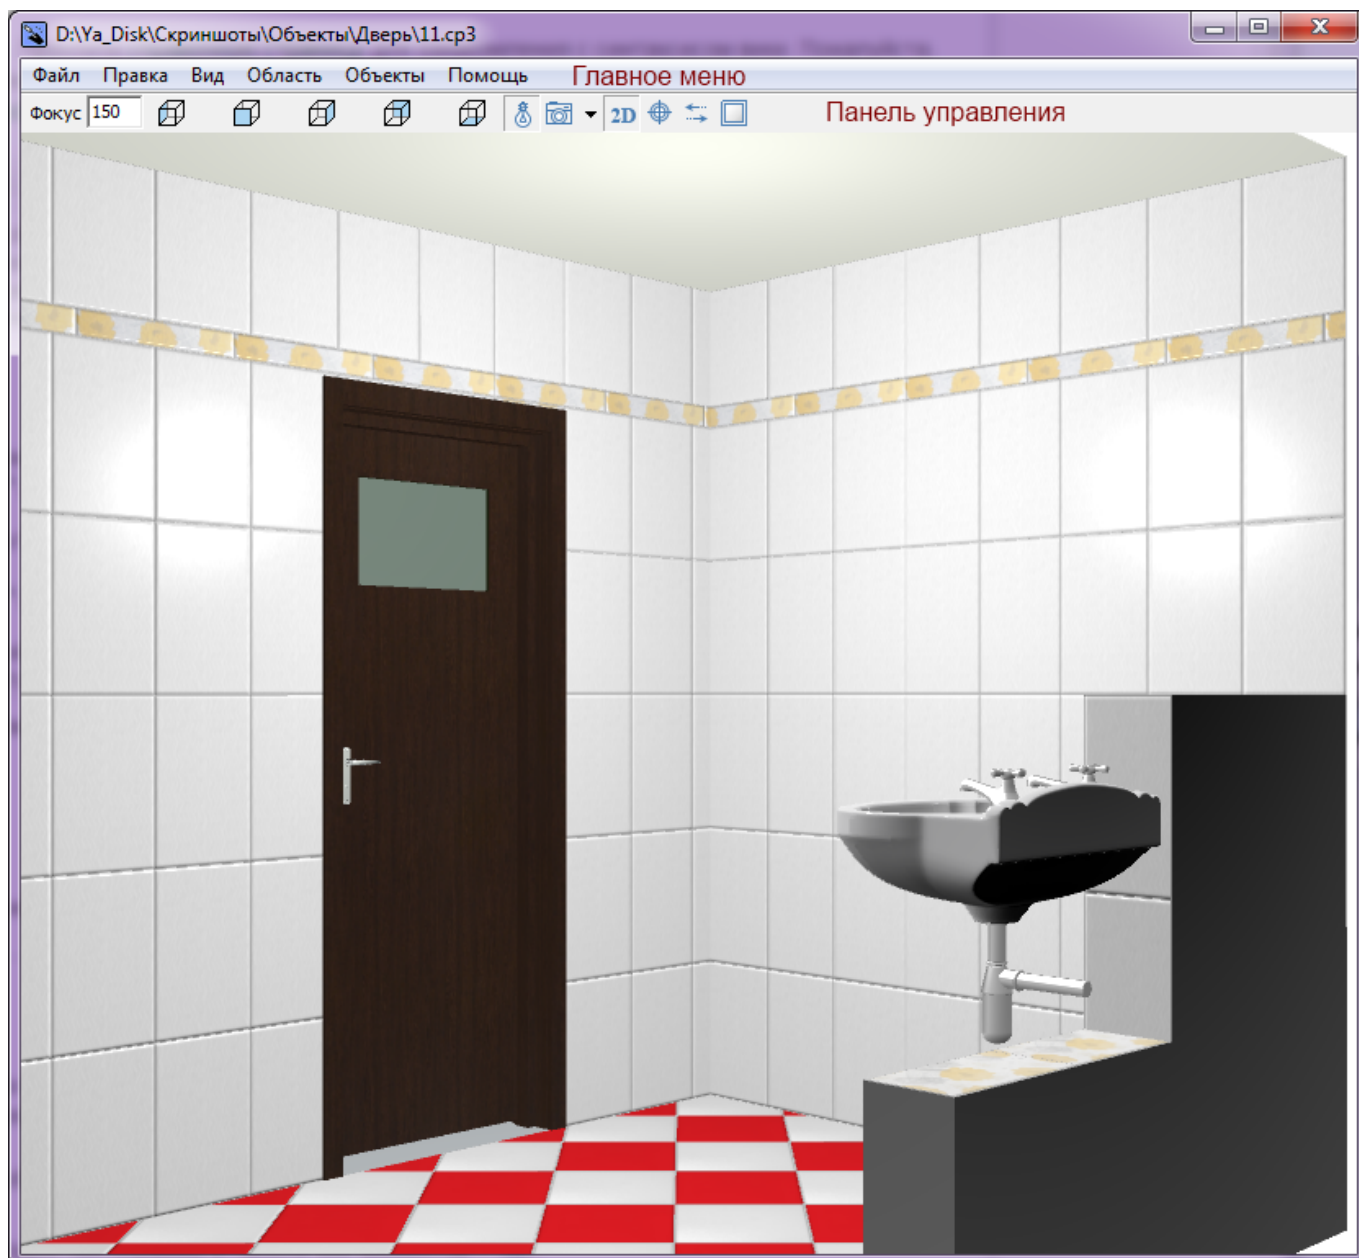 D:\Ya_Disk\Скриншоты\Объекты\Дверь\11.cp3
Файл Правка Вид Область Объекты Помощь Главное меню
Фокус 150 2D Панель управления